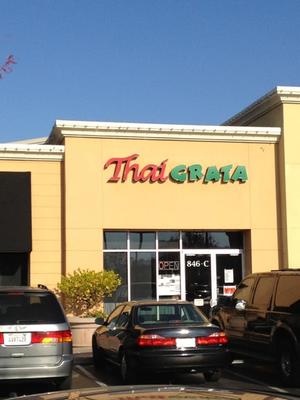 Thai GRATA
OPEN
846-C